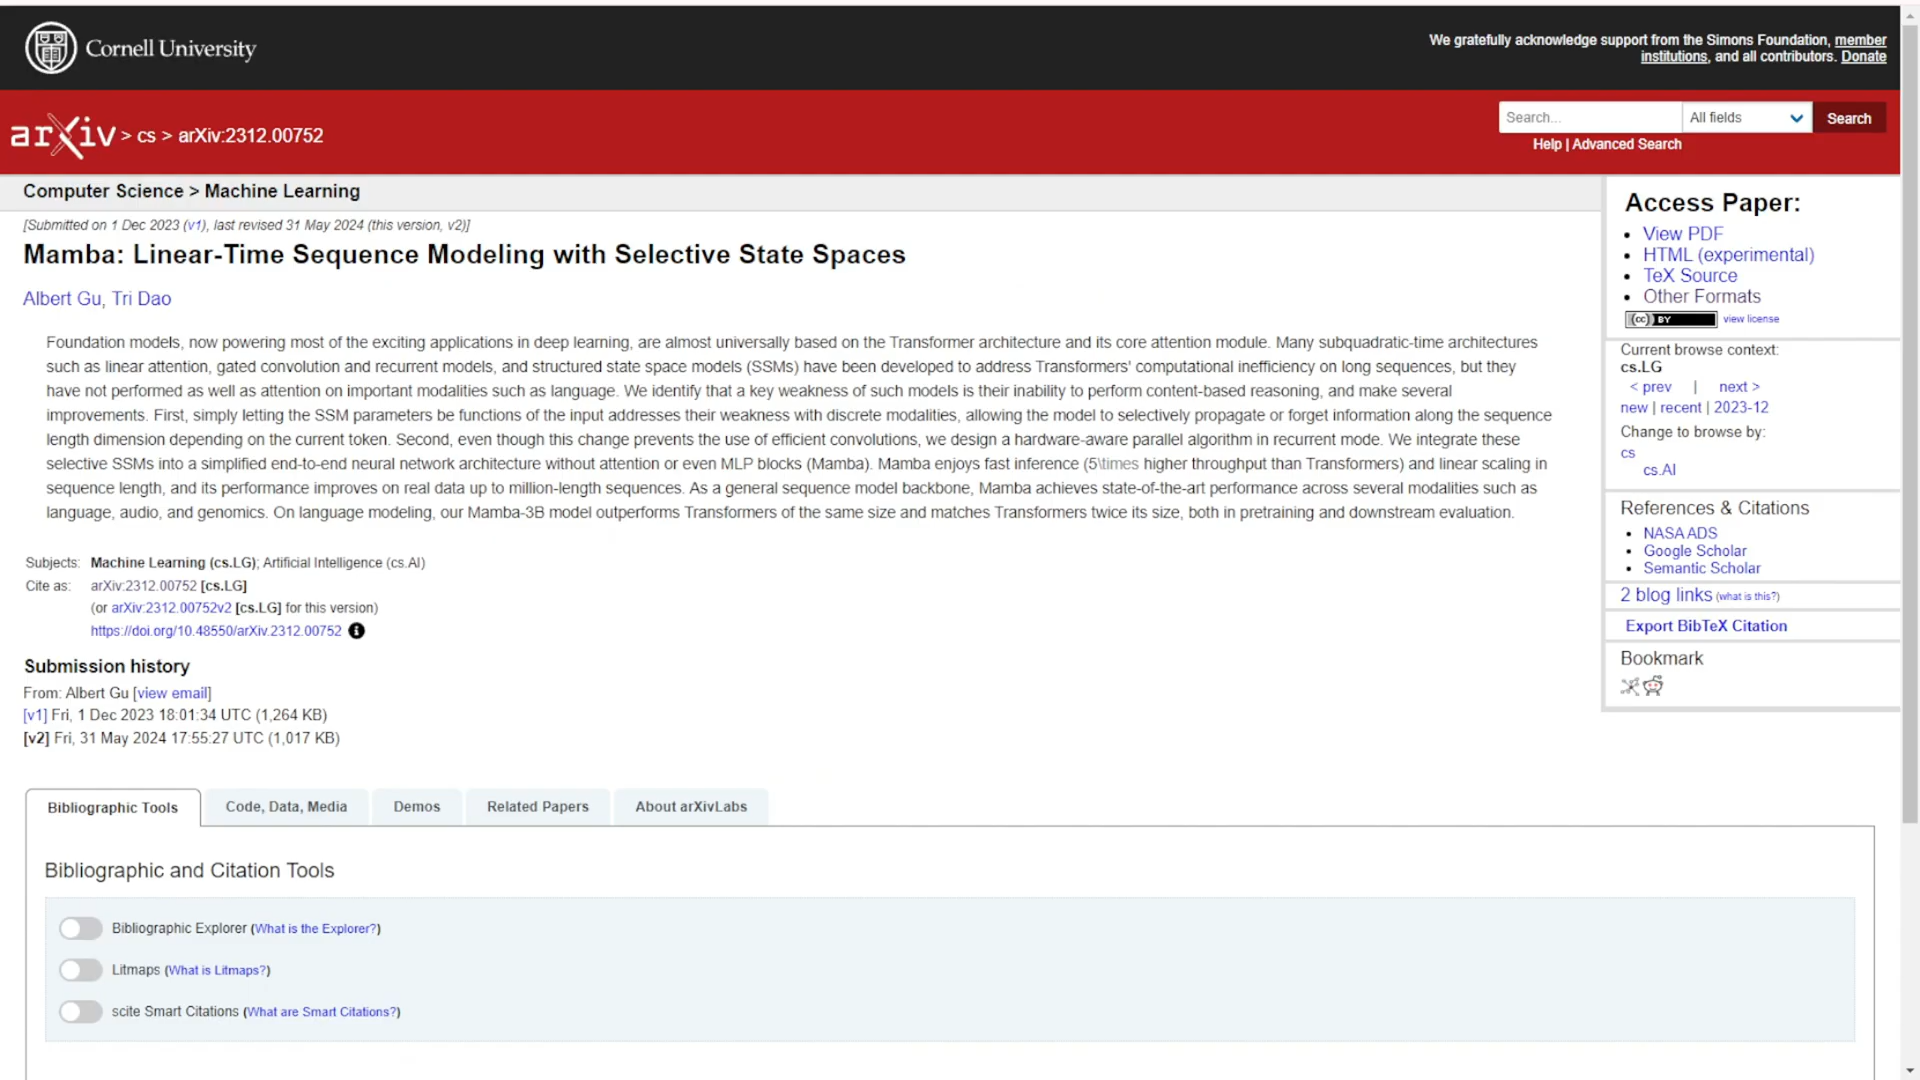 Cornell University
We gratefully acknowledge support from the Simons Foundation, member
institutions, and all contributors. Donate
arXiv > cs > arXiv:2312.00752
Search...
All fields
Search
Help | Advanced Search
Computer Science > Machine Learning
[Submitted on 1 Dec 2023 (v1), last revised 31 May 2024 (this version, v2)]
Mamba: Linear-Time Sequence Modeling with Selective State Spaces
Albert Gu, Tri Dao
Foundation models, now powering most of the exciting applications in deep learning, are almost universally based on the Transformer architecture and its core attention module. Many subquadratic-time architectures
such as linear attention, gated convolution and recurrent models, and structured state space models (SSMs) have been developed to address Transformers' computational inefficiency on long sequences, but they
have not performed as well as attention on important modalities such as language. We identify that a key weakness of such models is their inability to perform content-based reasoning, and make several
improvements. First, simply letting the SSM parameters be functions of the input addresses their weakness with discrete modalities, allowing the model to selectively propagate or forget information along the sequence
length dimension depending on the current token. Second, even though this change prevents the use of efficient convolutions, we design a hardware-aware parallel algorithm in recurrent mode. We integrate these
selective SSMs into a simplified end-to-end neural network architecture without attention or even MLP blocks (Mamba). Mamba enjoys fast inference (5\times higher throughput than Transformers) and linear scaling in
sequence length, and its performance improves on real data up to million-length sequences. As a general sequence model backbone, Mamba achieves state-of-the-art performance across several modalities such as
language, audio, and genomics. On language modeling, our Mamba-3B model outperforms Transformers of the same size and matches Transformers twice its size, both in pretraining and downstream evaluation.
Subjects: Machine Learning (cs.LG); Artificial Intelligence (cs.AI)
Cite as: arXiv:2312.00752 [cs.LG]
(or arXiv:2312.00752v2 [cs.LG] for this version)
https://doi.org/10.48550/arXiv.2312.00752
Submission history
From: Albert Gu [view email]
[v1] Fri, 1 Dec 2023 18:01:34 UTC (1,264 KB)
[v2] Fri, 31 May 2024 17:55:27 UTC (1,017 KB)
Access Paper:
View PDF
HTML (experimental)
TeX Source
Other Formats
(cc) BY view license
Current browse context:
cs.LG
< prev | next >
new | recent | 2023-12
Change to browse by:
cs
cs.AI
References & Citations
NASA ADS
Google Scholar
Semantic Scholar
2 blog links (what is this?)
Export BibTeX Citation
Bookmark
Bibliographic Tools
Code, Data, Media
Demos
Related Papers
About arXivLabs
Bibliographic and Citation Tools
Bibliographic Explorer (What is the Explorer?)
Litmaps (What is Litmaps?)
scite Smart Citations (What are Smart Citations?)